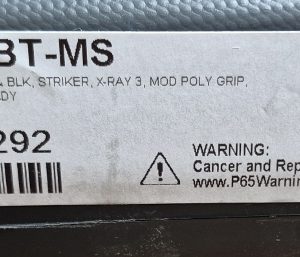 BT-MS
& BLK, STRIKER, X-RAY 3, MOD POLY GRIP,
DY
292
WARNING:
Cancer and Rep
www.P65Warnin